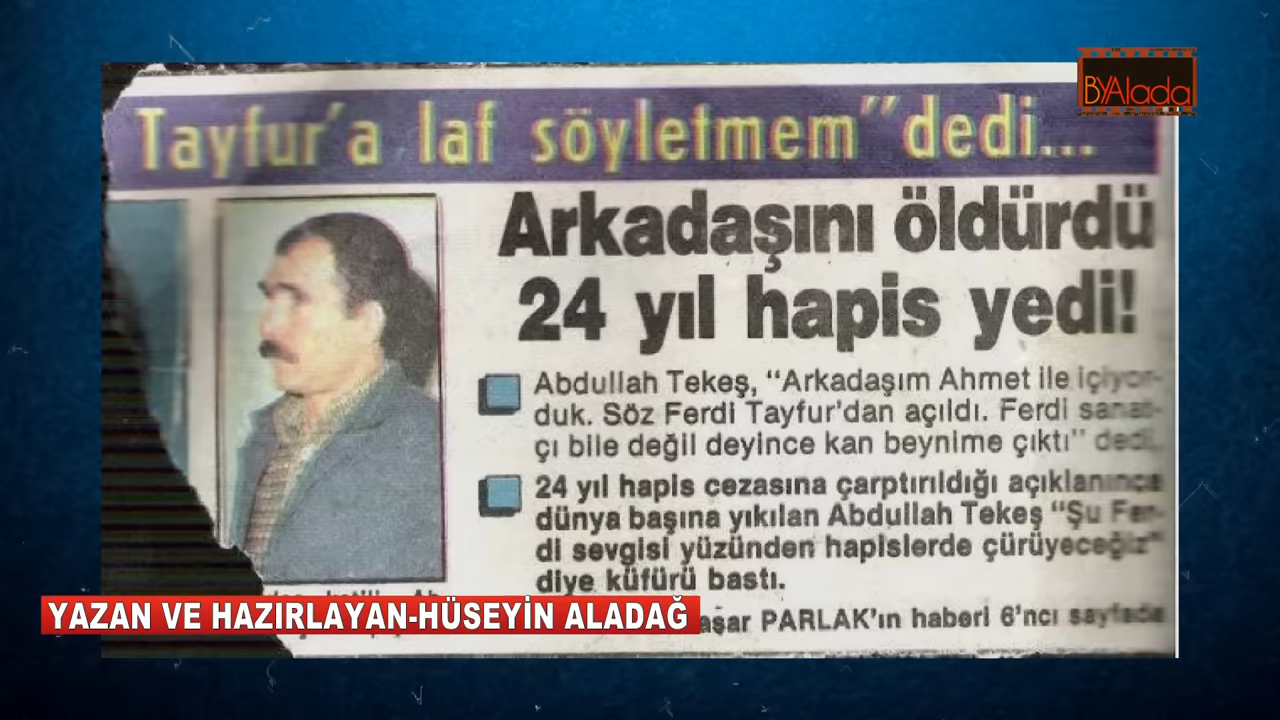 BYAlada
Tayfur'a laf söyletmem" dedi...
Arkadaşını öldürdü
24 yıl hapis yedi!
Abdullah Tekeş, "Arkadaşım Ahmet ile içiyor-
duk. Söz Ferdi Tayfur'dan açıldı. Ferdi sanat-
çı bile değil deyince kan beynime çıktı" dedi.
24 yıl hapis cezasına çarptırıldığı açıklanınca
dünya başına yıkılan Abdullah Tekeş "Şu Fer-
di sevgisi yüzünden hapislerde çürüyeceğiz"
diye küfürü bastı.
YAZAN VE HAZIRLAYAN-HÜSEYİN ALADAĞ
aşar PARLAK'ın haberi 6'ncı sayfada